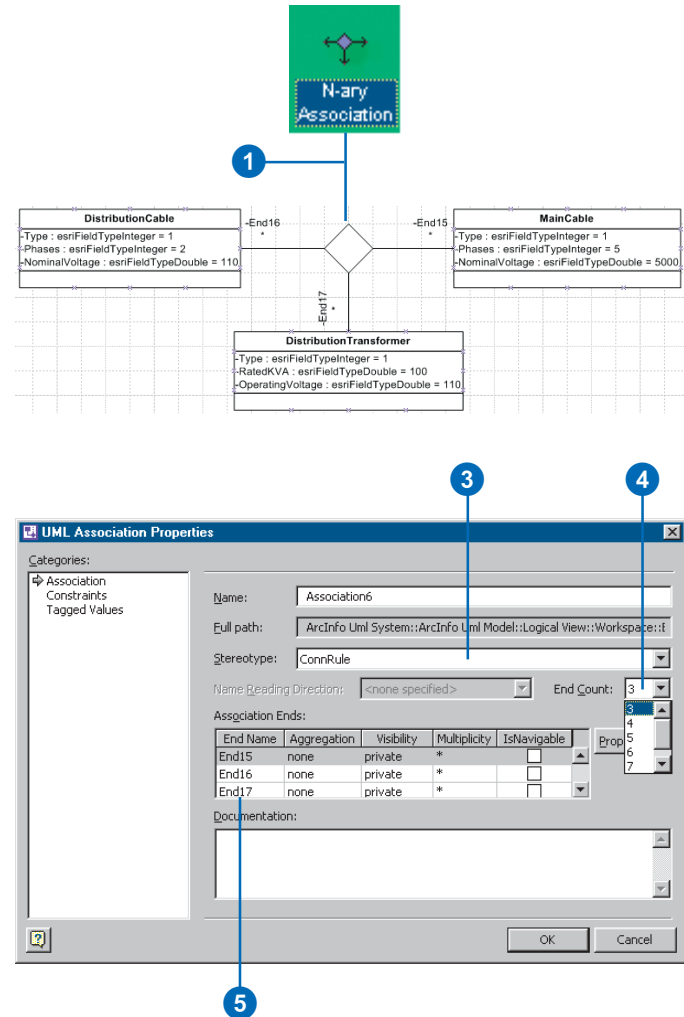 N-ary
Association
1
DistributionCable
-Type : esriFieldTypeInteger = 1
-Phases : esriFieldTypeInteger = 2
-NominalVoltage : esriFieldTypeDouble = 110
-End16
*
-End15
*
MainCable
-Type : esriFieldTypeInteger = 1
-Phases : esriFieldTypeInteger = 5
-NominalVoltage : esriFieldTypeDouble = 5000
-End17
*
DistributionTransformer
-Type : esriFieldTypeInteger = 1
-RatedKVA : esriFieldTypeDouble = 100
-OperatingVoltage : esriFieldTypeDouble = 110
3
4
UML Association Properties
Categories:
Association
Constraints
Tagged Values
Name: Association6
Full path: ArcInfo Uml System::ArcInfo Uml Model::Logical View::Workspace::E
Stereotype: ConnRule
Name Reading Direction: <none specified> End Count: 3
3
4
5
6
7
Association Ends:
End Name Aggregation Visibility Multiplicity IsNavigable
End15 none private *
End16 none private *
End17 none private *
Prop
Documentation:
?
OK Cancel
5